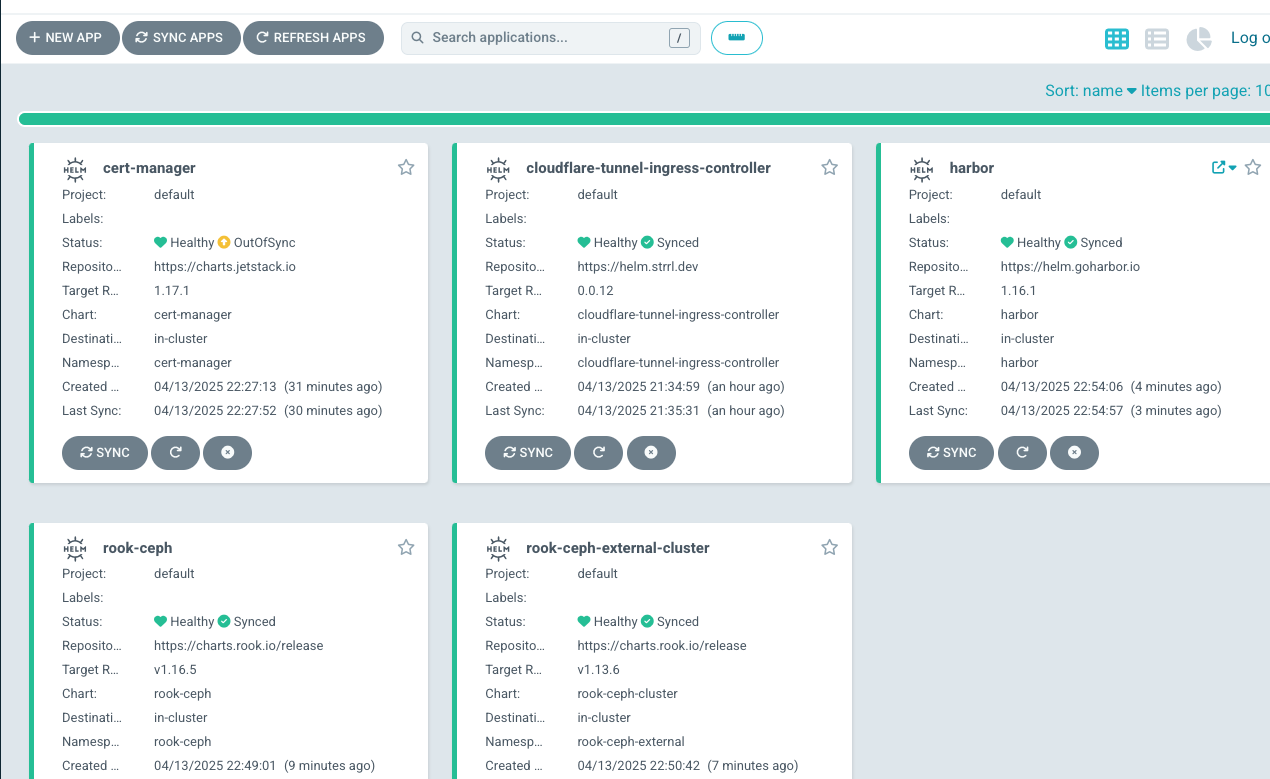 NEW APP SYNC APPS REFRESH APPS Search applications... / Log o
Sort: name Items per page: 10
HELM cert-manager
Project: default
Labels:
Status: Healthy OutOfSync
Reposito... https://charts.jetstack.io
Target R... 1.17.1
Chart: cert-manager
Destinati... in-cluster
Namesp... cert-manager
Created ... 04/13/2025 22:27:13 (31 minutes ago)
Last Sync: 04/13/2025 22:27:52 (30 minutes ago)
SYNC
HELM cloudflare-tunnel-ingress-controller
Project: default
Labels:
Status: Healthy Synced
Reposito... https://helm.strrl.dev
Target R... 0.0.12
Chart: cloudflare-tunnel-ingress-controller
Destinati... in-cluster
Namesp... cloudflare-tunnel-ingress-controller
Created ... 04/13/2025 21:34:59 (an hour ago)
Last Sync: 04/13/2025 21:35:31 (an hour ago)
SYNC
HELM harbor
Project: default
Labels:
Status: Healthy Synced
Reposito... https://helm.goharbor.io
Target R... 1.16.1
Chart: harbor
Destinati... in-cluster
Namesp... harbor
Created ... 04/13/2025 22:54:06 (4 minutes ago)
Last Sync: 04/13/2025 22:54:57 (3 minutes ago)
SYNC
HELM rook-ceph
Project: default
Labels:
Status: Healthy Synced
Reposito... https://charts.rook.io/release
Target R... v1.16.5
Chart: rook-ceph
Destinati... in-cluster
Namesp... rook-ceph
Created ... 04/13/2025 22:49:01 (9 minutes ago)
HELM rook-ceph-external-cluster
Project: default
Labels:
Status: Healthy Synced
Reposito... https://charts.rook.io/release
Target R... v1.13.6
Chart: rook-ceph-cluster
Destinati... in-cluster
Namesp... rook-ceph-external
Created ... 04/13/2025 22:50:42 (7 minutes ago)